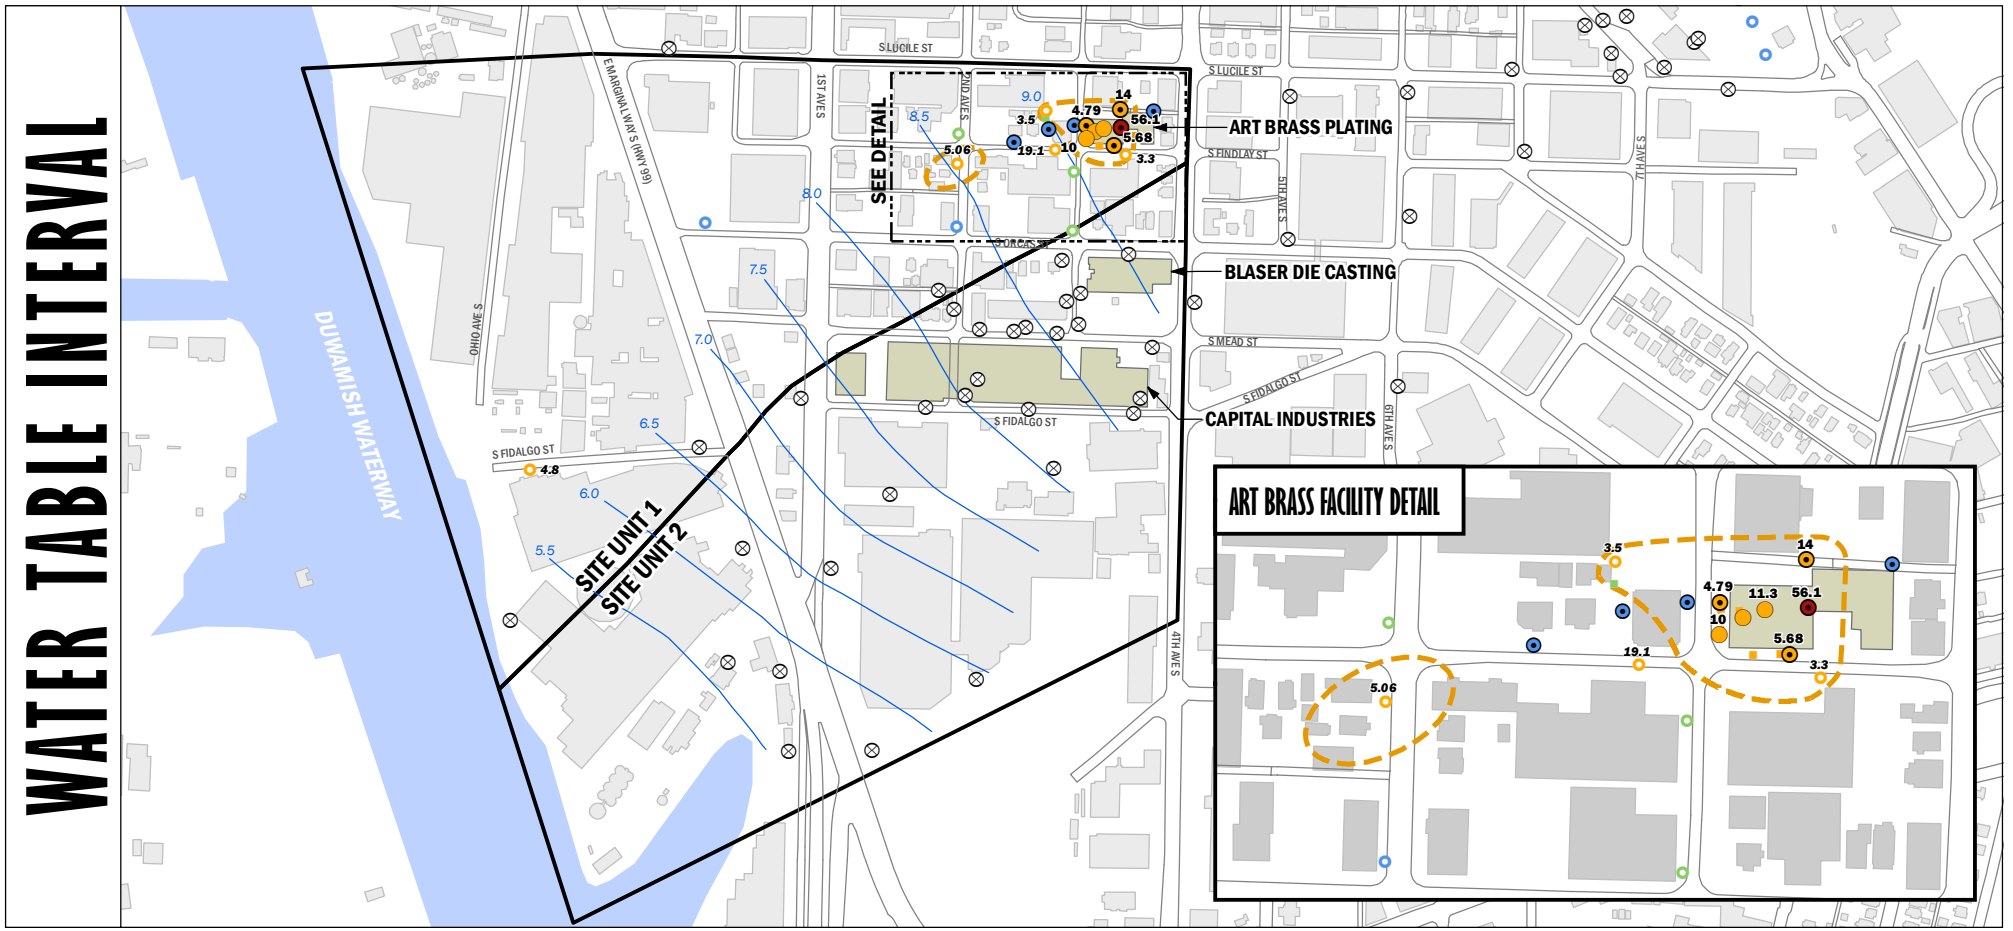 WATER TABLE INTERVAL
S LUCILE ST
S LUCILE ST
E MARGINAL WAY S (HWY 99)
1ST AVE S
2ND AVE S
SEE DETAIL
9.0
8.5
3.5
4.79
14
56.1
5.68
19.1
10
3.3
5.06
ART BRASS PLATING
S FINDLAY ST
5TH AVE S
7TH AVE S
8.0
S ORCAS ST
7.5
BLASER DIE CASTING
OHIO AVE S
DUWAMISH WATERWAY
7.0
S MEAD ST
S FIDALGO ST
6TH AVE S
CAPITAL INDUSTRIES
S FIDALGO ST
6.5
S FIDALGO ST
4.8
6.0
5.5
SITE UNIT 1
SITE UNIT 2
4TH AVE S
ART BRASS FACILITY DETAIL
3.5
14
4.79
11.3
56.1
10
5.68
19.1
3.3
5.06